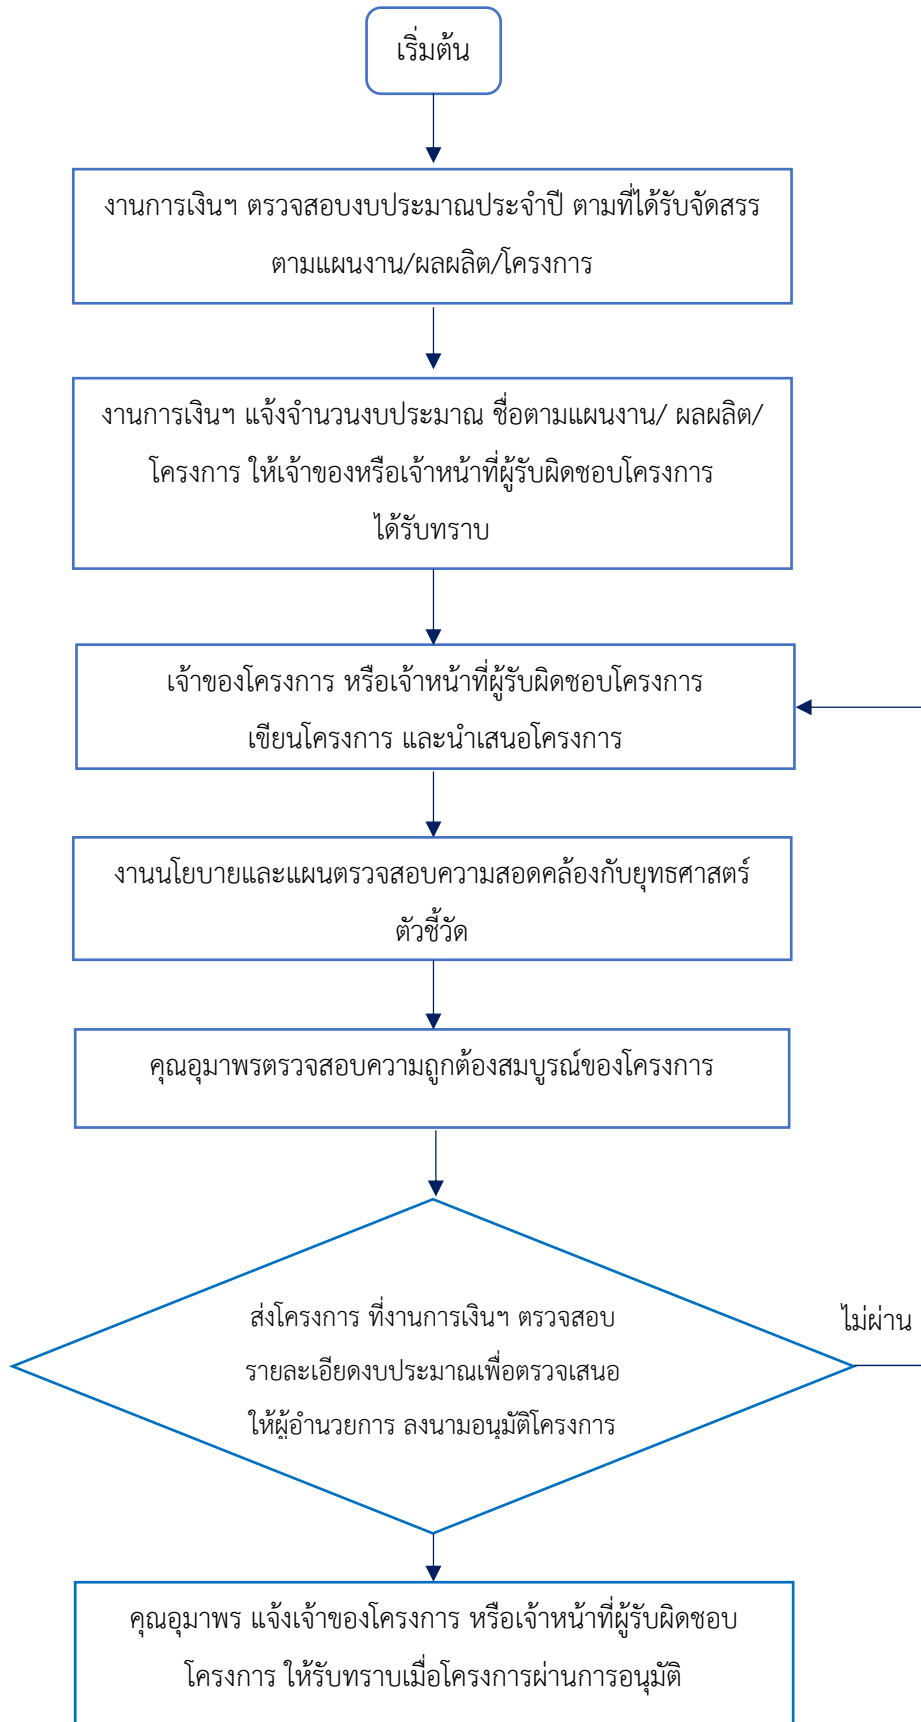 เริ่มต้น
งานการเงินฯ ตรวจสอบงบประมาณประจำปี ตามที่ได้รับจัดสรร
ตามแผนงาน/ผลผลิต/โครงการ
งานการเงินฯ แจ้งจำนวนงบประมาณ ชื่อตามแผนงาน/ ผลผลิต/
โครงการ ให้เจ้าของหรือเจ้าหน้าที่ผู้รับผิดชอบโครงการ
ได้รับทราบ
เจ้าของโครงการ หรือเจ้าหน้าที่ผู้รับผิดชอบโครงการ
เขียนโครงการ และนำเสนอโครงการ
งานนโยบายและแผนตรวจสอบความสอดคล้องกับยุทธศาสตร์
ตัวชี้วัด
คุณอุมาพรตรวจสอบความถูกต้องสมบูรณ์ของโครงการ
ส่งโครงการ ที่งานการเงินฯ ตรวจสอบ
รายละเอียดงบประมาณเพื่อตรวจเสนอ
ให้ผู้อำนวยการ ลงนามอนุมัติโครงการ
ไม่ผ่าน
คุณอุมาพร แจ้งเจ้าของโครงการ หรือเจ้าหน้าที่ผู้รับผิดชอบ
โครงการ ให้รับทราบเมื่อโครงการผ่านการอนุมัติ